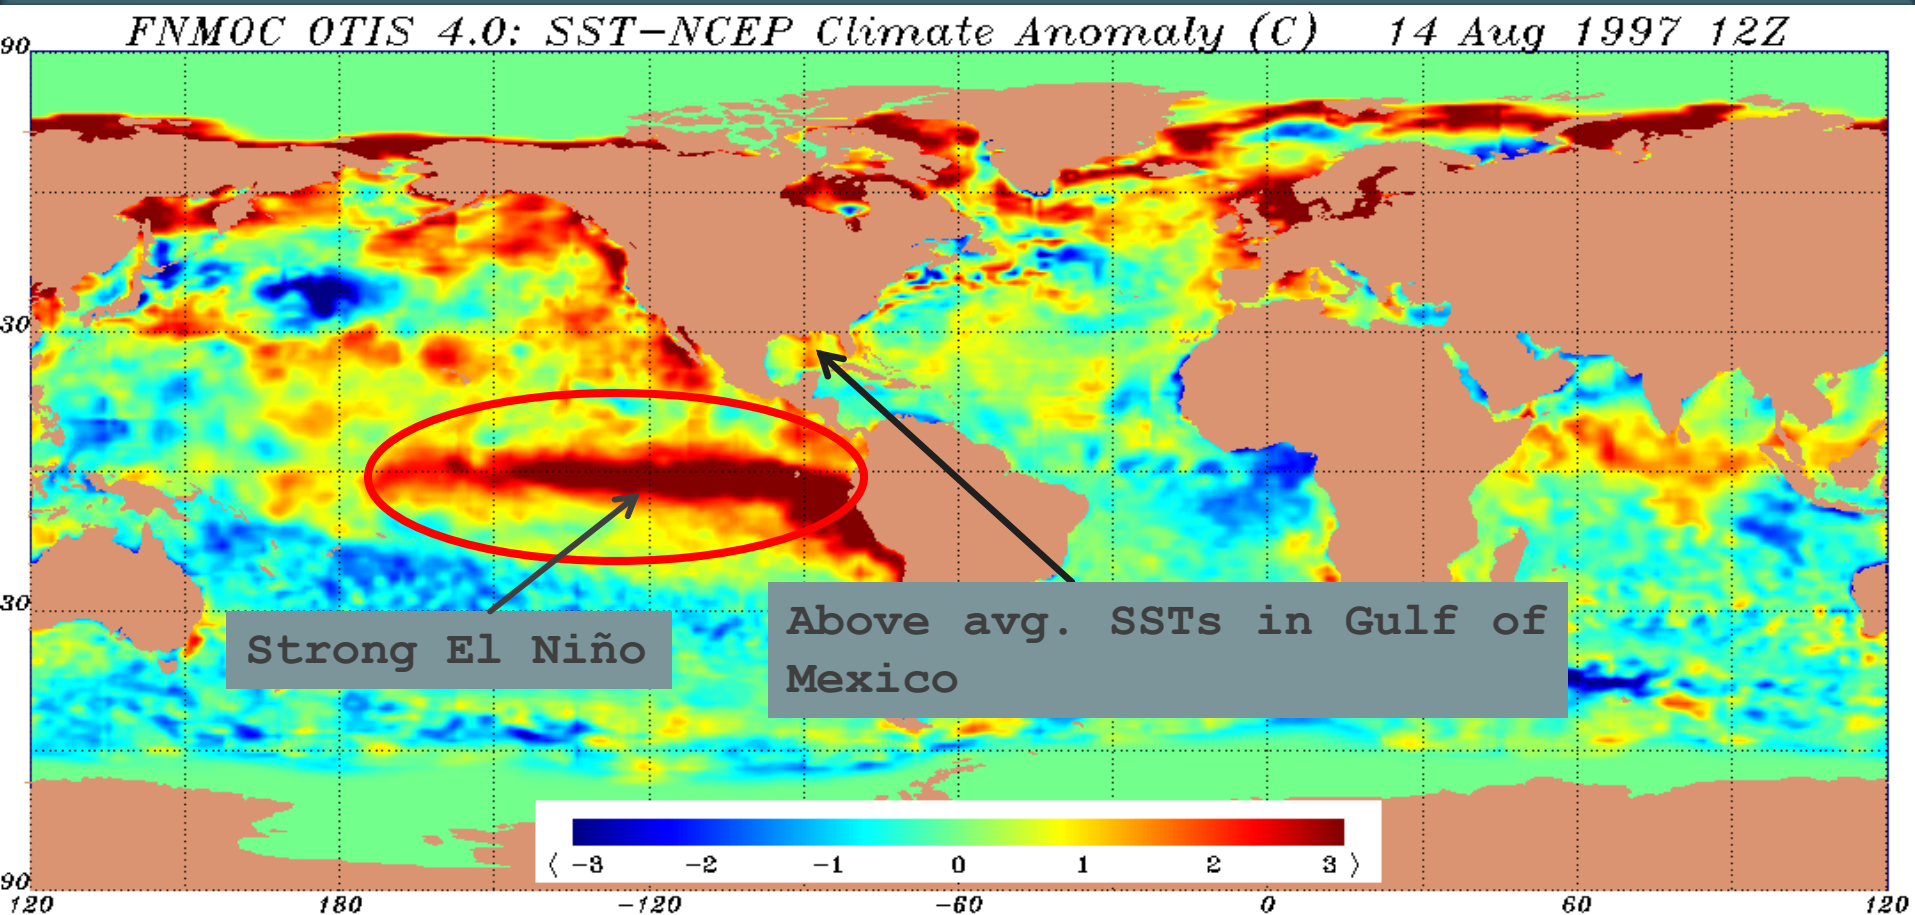 FNMOC OTIS 4.0: SST-NCEP Climate Anomaly (C) 14 Aug 1997 12Z
90
30
30
90
Strong El Niño
Above avg. SSTs in Gulf of
Mexico
⟨ -3 -2 -1 0 1 2 3 ⟩
120 180 -120 -60 0 60 120